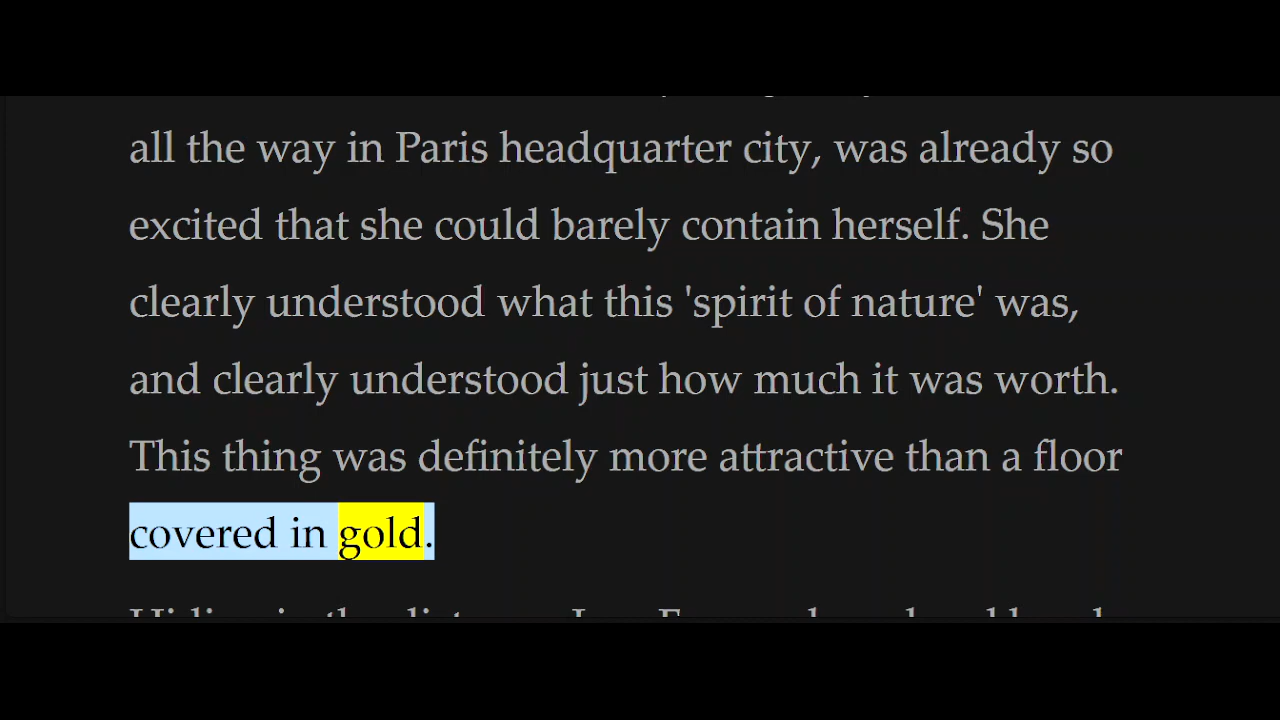 all the way in Paris headquarter city, was already so
excited that she could barely contain herself. She
clearly understood what this 'spirit of nature' was,
and clearly understood just how much it was worth.
This thing was definitely more attractive than a floor
covered in gold.